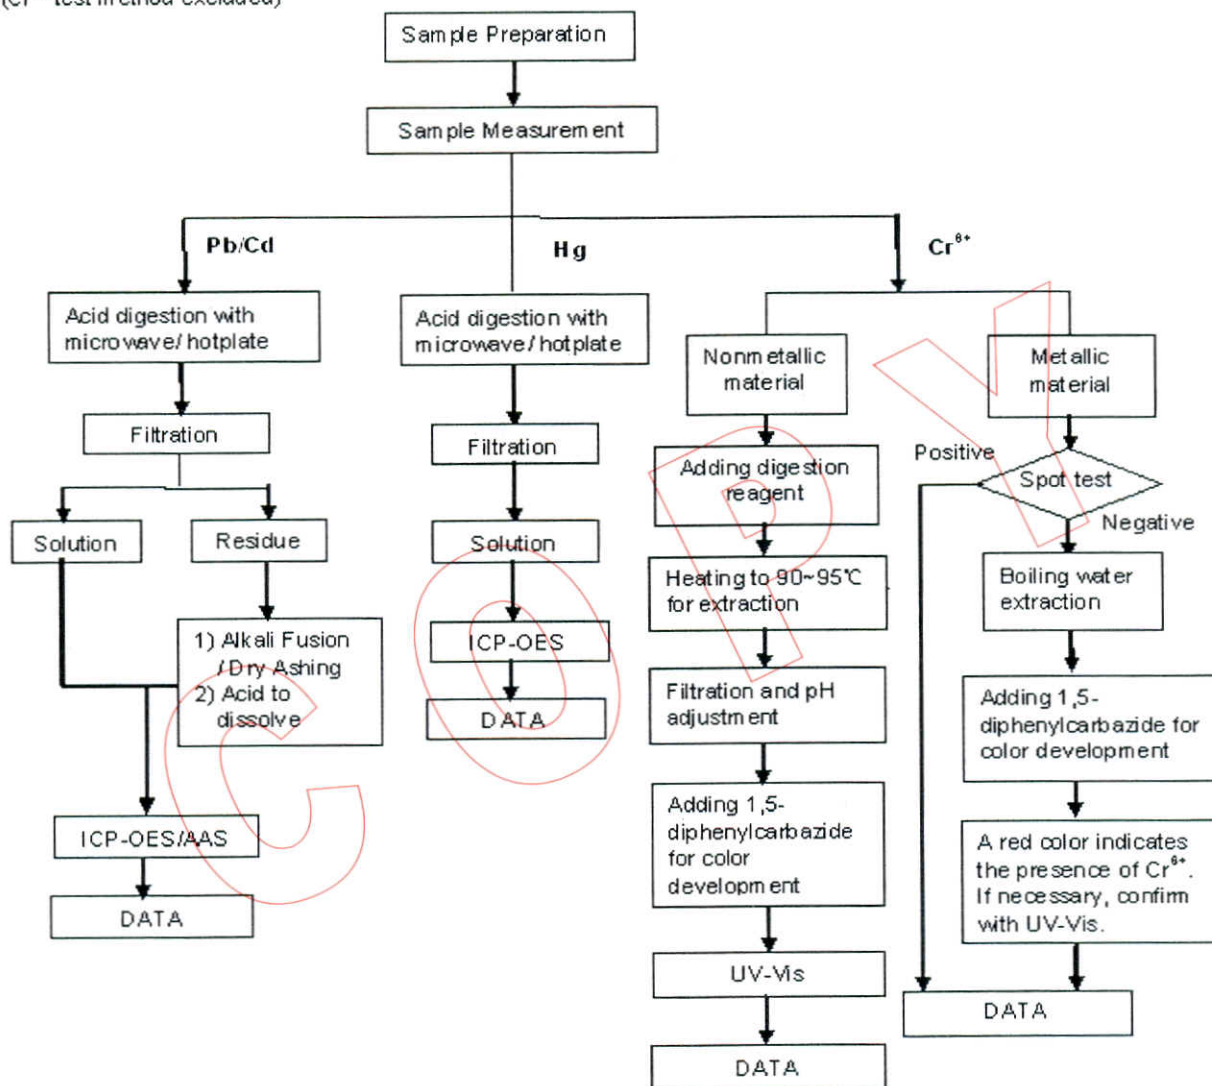 test method excluded)
Sample Preparation
Sample Measurement
Pb/Cd
Hg
Cr⁶⁺
Acid digestion with
microwave/ hotplate
Filtration
Solution
Residue
1) Alkali Fusion
/ Dry Ashing
2) Acid to
dissolve
ICP-OES/AAS
DATA
Acid digestion with
microwave/ hotplate
Filtration
Solution
ICP-OES
DATA
Nonmetallic
material
Adding digestion
reagent
Heating to 90~95℃
for extraction
Filtration and pH
adjustment
Adding 1,5-
diphenylcarbazide
for color
development
UV-Vis
DATA
Metallic
material
Positive
Spot test
Negative
Boiling water
extraction
Adding 1,5-
diphenylcarbazide for
color development
A red color indicates
the presence of Cr⁶⁺.
If necessary, confirm
with UV-Vis.
DATA
COPY